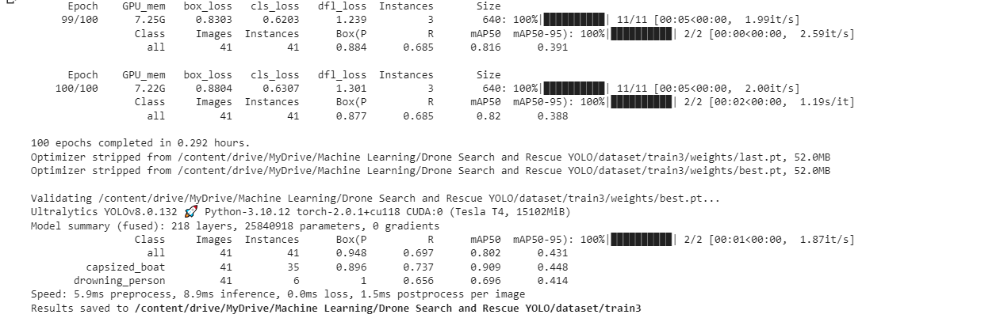 Epoch GPU_mem box_loss cls_loss dfl_loss Instances Size
99/100 7.25G 0.8303 0.6203 1.239 3 640: 100%|██████████| 11/11 [00:05<00:00, 1.99it/s]
Class Images Instances Box(P R mAP50 mAP50-95): 100%|██████████| 2/2 [00:00<00:00, 2.59it/s]
all 41 41 0.884 0.685 0.816 0.391
Epoch GPU_mem box_loss cls_loss dfl_loss Instances Size
100/100 7.22G 0.8804 0.6307 1.301 3 640: 100%|██████████| 11/11 [00:05<00:00, 2.00it/s]
Class Images Instances Box(P R mAP50 mAP50-95): 100%|██████████| 2/2 [00:02<00:00, 1.19s/it]
all 41 41 0.877 0.685 0.82 0.388
100 epochs completed in 0.292 hours.
Optimizer stripped from /content/drive/MyDrive/Machine Learning/Drone Search and Rescue YOLO/dataset/train3/weights/last.pt, 52.0MB
Optimizer stripped from /content/drive/MyDrive/Machine Learning/Drone Search and Rescue YOLO/dataset/train3/weights/best.pt, 52.0MB
Validating /content/drive/MyDrive/Machine Learning/Drone Search and Rescue YOLO/dataset/train3/weights/best.pt...
Ultralytics YOLOv8.0.132 🚀 Python-3.10.12 torch-2.0.1+cu118 CUDA:0 (Tesla T4, 15102MiB)
Model summary (fused): 218 layers, 25840918 parameters, 0 gradients
Class Images Instances Box(P R mAP50 mAP50-95): 100%|██████████| 2/2 [00:01<00:00, 1.87it/s]
all 41 41 0.948 0.697 0.802 0.431
capsized_boat 41 35 0.896 0.737 0.909 0.448
drowning_person 41 6 1 0.656 0.696 0.414
Speed: 5.9ms preprocess, 8.9ms inference, 0.0ms loss, 1.5ms postprocess per image
Results saved to /content/drive/MyDrive/Machine Learning/Drone Search and Rescue YOLO/dataset/train3